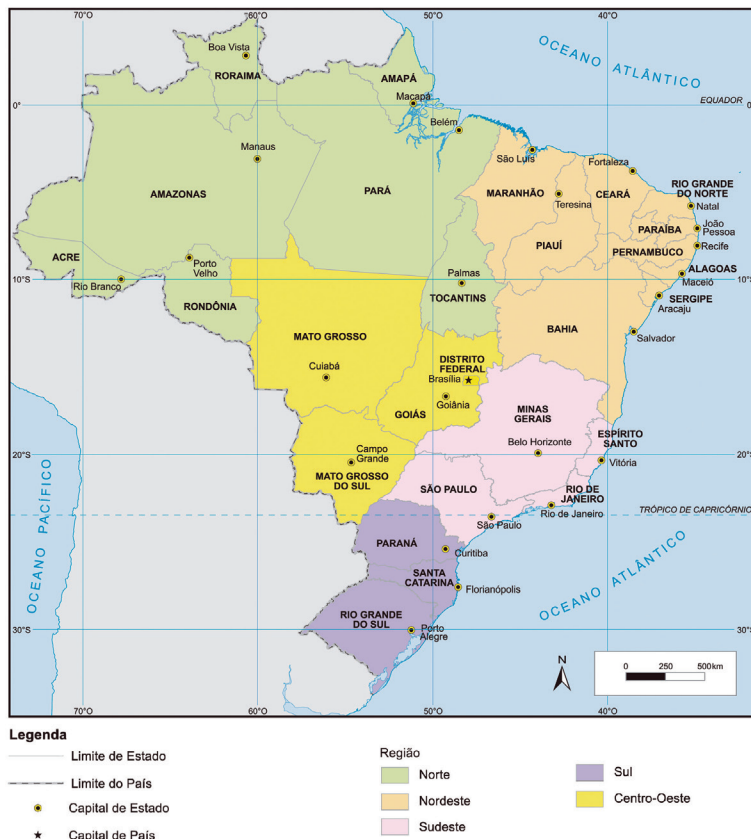 OCEANO ATLÂNTICO
Boa Vista
RORAIMA
AMAPÁ
Macapá
EQUADOR
0°
0°
Belém
Manaus
São Luís
Fortaleza
AMAZONAS
PARÁ
MARANHÃO
Teresina
CEARÁ
RIO GRANDE
DO NORTE
Natal
PARAÍBA
João
Pessoa
PIAUÍ
PERNAMBUCO
Recife
ACRE
Porto
Velho
Rio Branco
Palmas
ALAGOAS
Maceió
10°S
10°S
RONDÔNIA
TOCANTINS
SERGIPE
Aracaju
MATO GROSSO
BAHIA
Salvador
Cuiabá
DISTRITO
FEDERAL
Brasília
Goiânia
GOIÁS
MINAS
GERAIS
Belo Horizonte
ESPÍRITO
SANTO
Vitória
20°S
20°S
Campo
Grande
MATO GROSSO
DO SUL
SÃO PAULO
São Paulo
RIO DE
JANEIRO
Rio de Janeiro
TRÓPICO DE CAPRICÓRNIO
OCEANO PACÍFICO
PARANÁ
Curitiba
SANTA
CATARINA
Florianópolis
OCEANO ATLÂNTICO
RIO GRANDE
DO SUL
Porto
Alegre
30°S
30°S
N
0 250 500km
70°O 60°O 50°O 40°O
70°O 60°O 50°O 40°O
Legenda
Limite de Estado
Limite do País
Capital de Estado
Capital de País
Região
Norte
Nordeste
Sudeste
Sul
Centro-Oeste